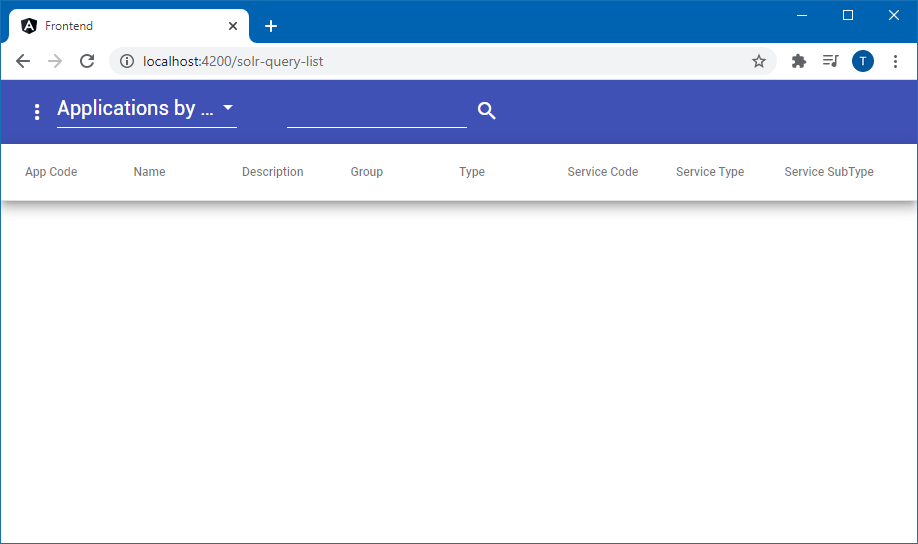 Frontend
localhost:4200/solr-query-list
T
Applications by ...
App Code Name Description Group Type Service Code Service Type Service SubType